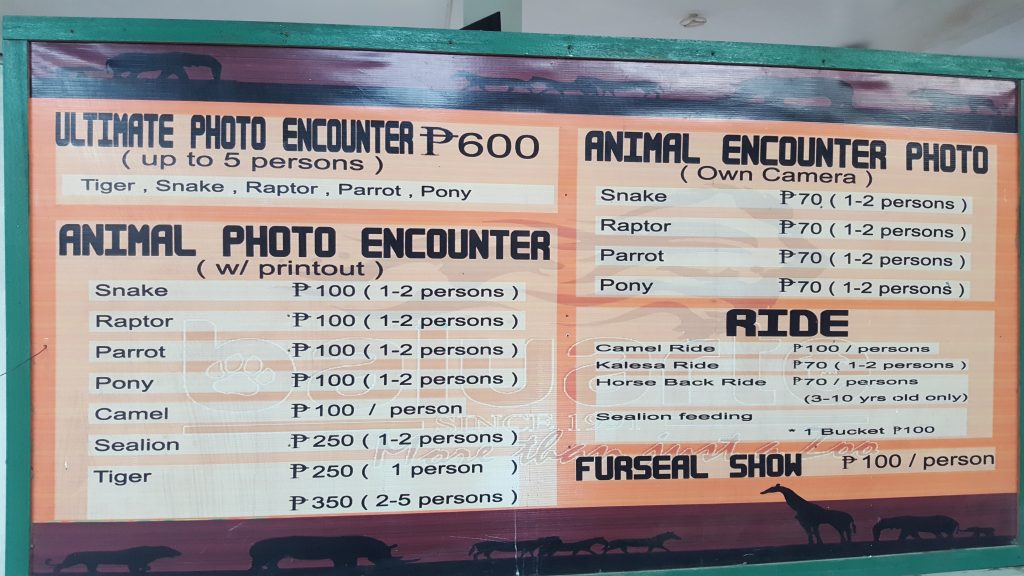 ULTIMATE PHOTO ENCOUNTER ₱600
( up to 5 persons )
Tiger , Snake , Raptor , Parrot , Pony
ANIMAL PHOTO ENCOUNTER
( w/ printout )
Snake ₱100 ( 1-2 persons )
Raptor ₱100 ( 1-2 persons )
Parrot ₱100 ( 1-2 persons )
Pony ₱100 ( 1-2 persons )
Camel ₱100 / person
Sealion ₱250 ( 1-2 persons )
Tiger ₱250 ( 1 person )
₱350 ( 2-5 persons )
ANIMAL ENCOUNTER PHOTO
( Own Camera )
Snake ₱70 ( 1-2 persons )
Raptor ₱70 ( 1-2 persons )
Parrot ₱70 ( 1-2 persons )
Pony ₱70 ( 1-2 persons )
RIDE
Camel Ride ₱100 / persons
Kalesa Ride ₱70 ( 1-2 persons )
Horse Back Ride ₱70 / persons
(3-10 yrs old only)
Sealion feeding
* 1 Bucket ₱100
FURSEAL SHOW ₱100 / person
baluarte
More than just a zoo